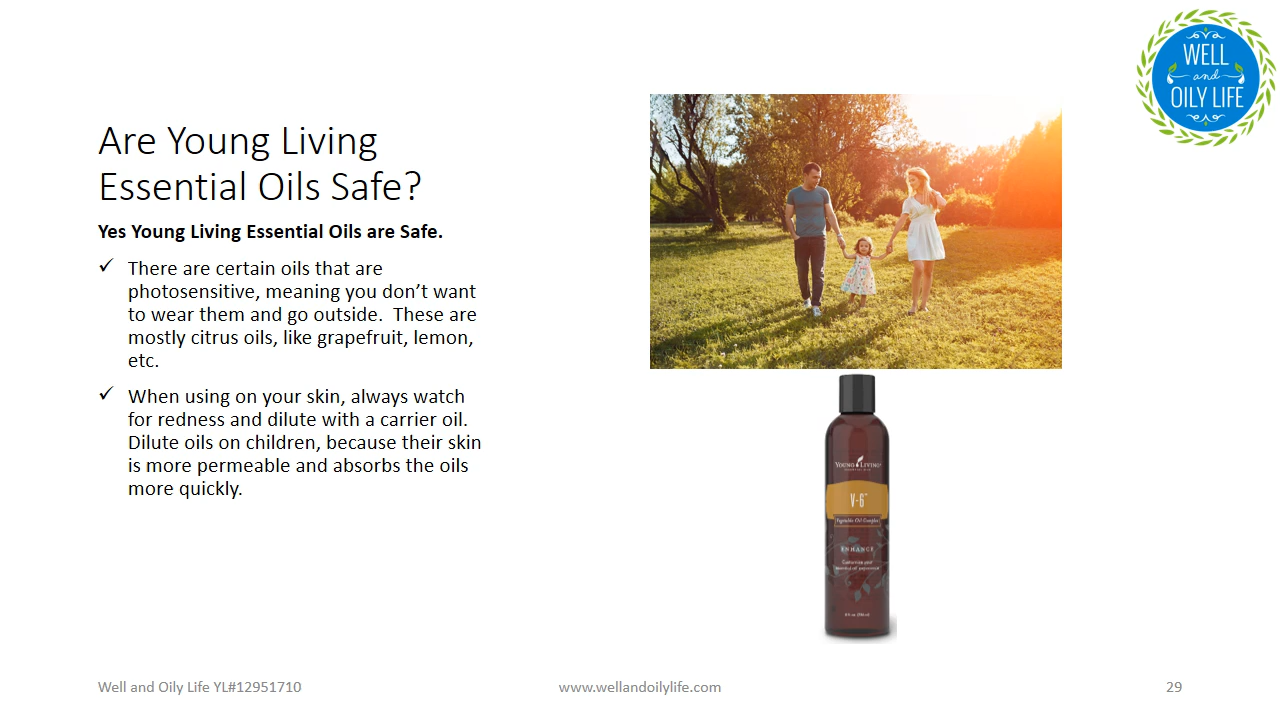 WELL
and
OILY LIFE
Are Young Living
Essential Oils Safe?
Yes Young Living Essential Oils are Safe.
✓ There are certain oils that are
photosensitive, meaning you don’t want
to wear them and go outside.  These are
mostly citrus oils, like grapefruit, lemon,
etc.
✓ When using on your skin, always watch
for redness and dilute with a carrier oil.
Dilute oils on children, because their skin
is more permeable and absorbs the oils
more quickly.
YOUNG LIVING
ESSENTIAL OILS
V-6™
Vegetable Oil Complex
ENHANCE
Well and Oily Life YL#12951710
www.wellandoilylife.com
29